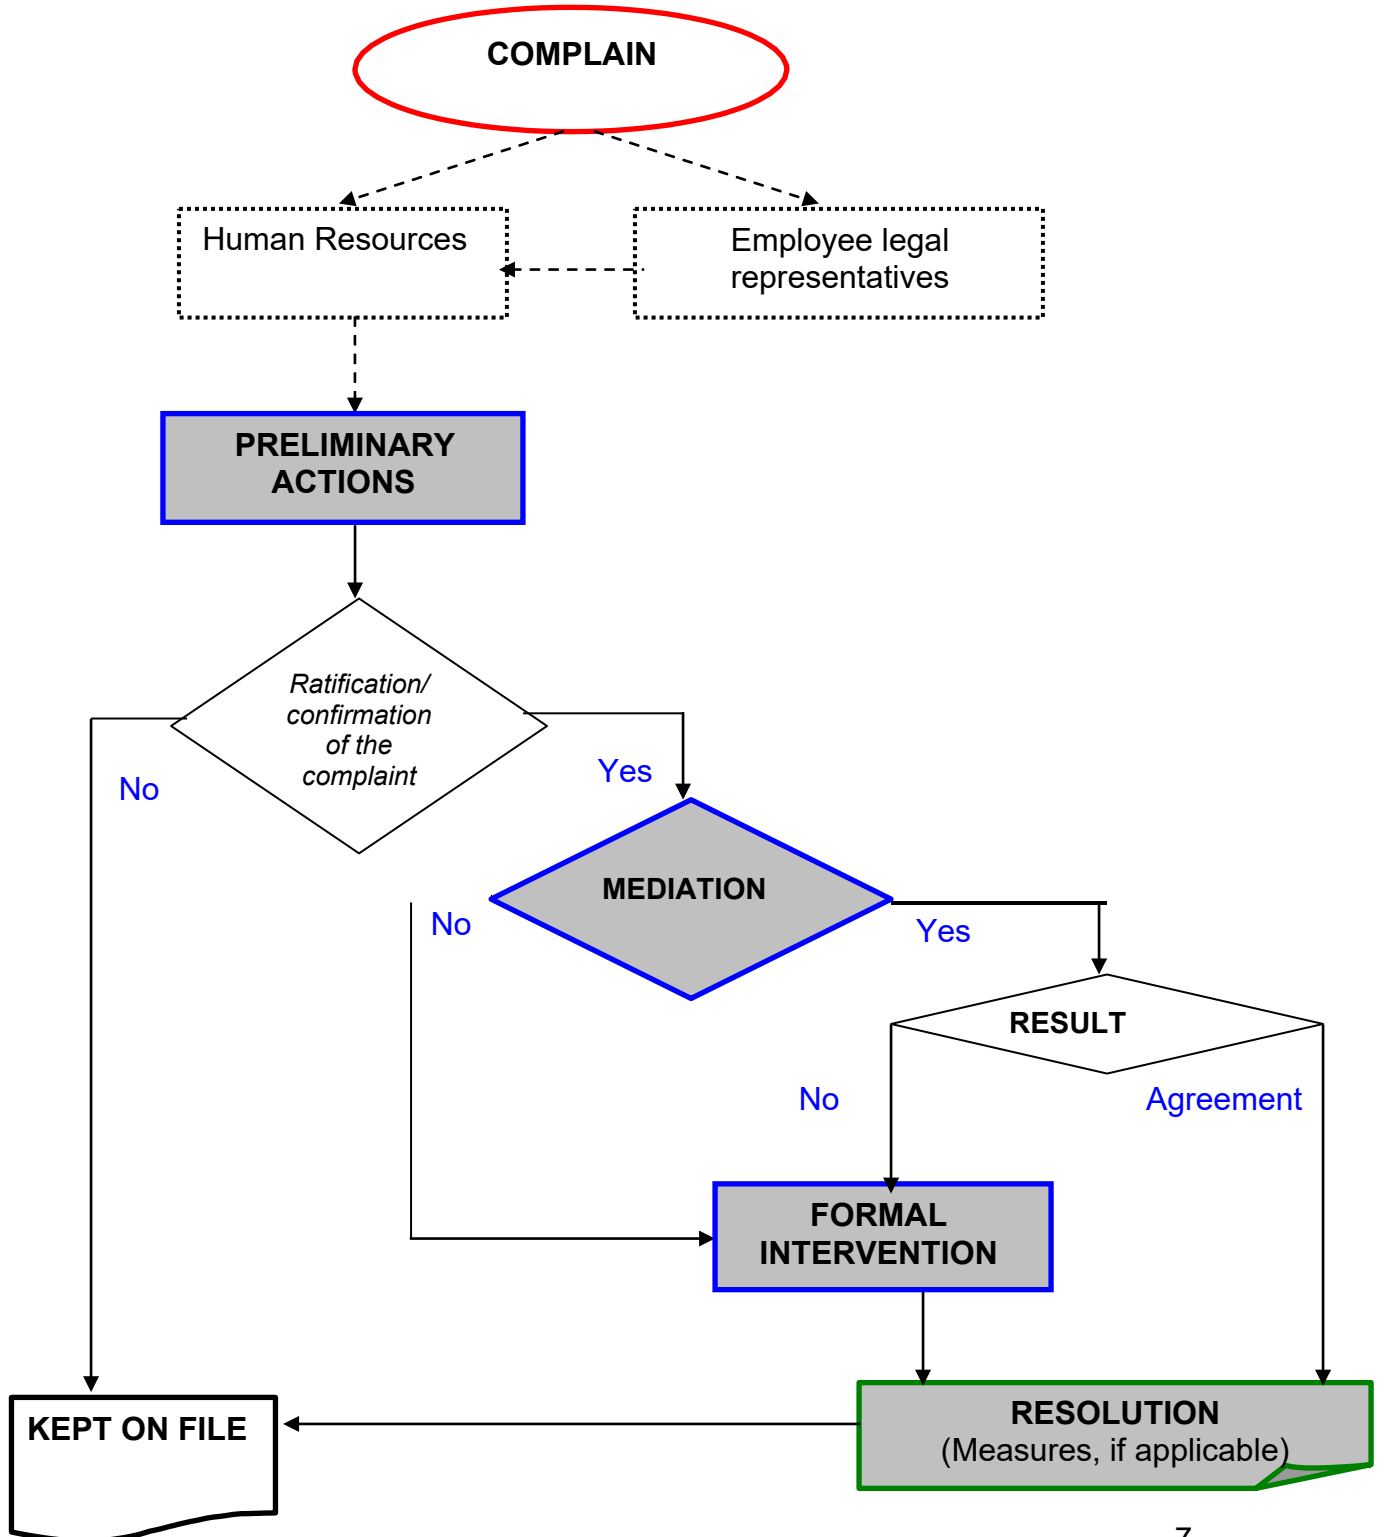 COMPLAIN
Human Resources
Employee legal
representatives
PRELIMINARY
ACTIONS
Ratification/
confirmation
of the
complaint
No
Yes
MEDIATION
No
Yes
RESULT
No
Agreement
FORMAL
INTERVENTION
KEPT ON FILE
RESOLUTION
(Measures, if applicable)
7